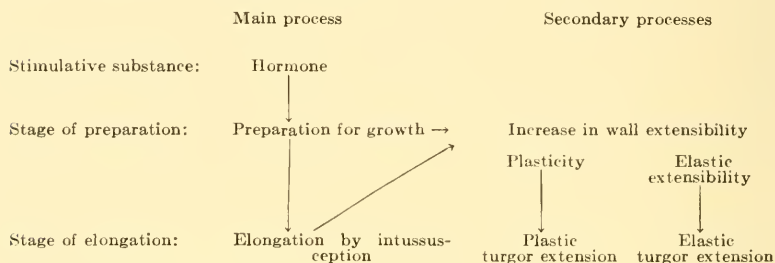 Main process Secondary processes
Stimulative substance: Hormone
Stage of preparation: Preparation for growth → Increase in wall extensibility
Plasticity Elastic
extensibility
Stage of elongation: Elongation by intussus- Plastic Elastic
ception turgor extension turgor extension